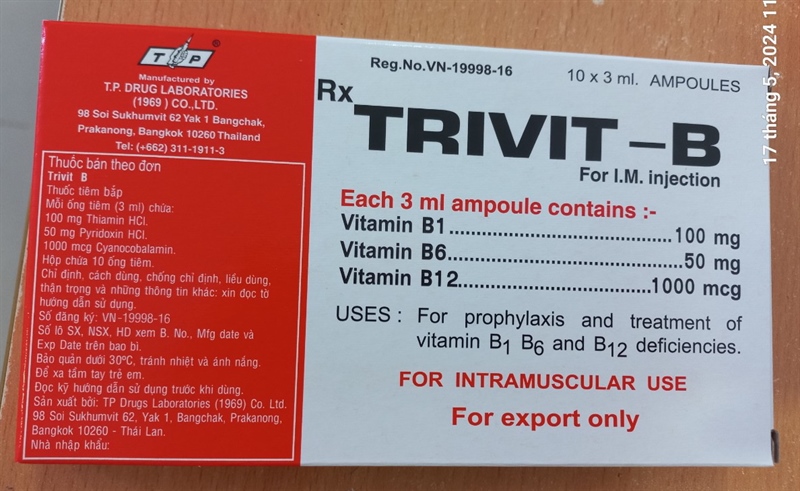 T P ®
Manufactured by
T.P. DRUG LABORATORIES
(1969 ) CO.,LTD.
98 Soi Sukhumvit 62 Yak 1 Bangchak,
Prakanong, Bangkok 10260 Thailand
Tel: (+662) 311-1911-3
Thuốc bán theo đơn
Trivit B
Thuốc tiêm bắp
Mỗi ống tiêm (3 ml) chứa:
100 mg Thiamin HCl.
50 mg Pyridoxin HCl.
1000 mcg Cyanocobalamin.
Hộp chứa 10 ống tiêm.
Chỉ định, cách dùng, chống chỉ định, liều dùng,
thận trọng và những thông tin khác: xin đọc tờ
hướng dẫn sử dụng.
Số đăng ký: VN-19998-16
Số lô SX, NSX, HD xem B. No., Mfg date và
Exp Date trên bao bì.
Bảo quản dưới 30ºC, tránh nhiệt và ánh nắng.
Để xa tầm tay trẻ em.
Đọc kỹ hướng dẫn sử dụng trước khi dùng.
Sản xuất bởi: TP Drugs Laboratories (1969) Co. Ltd.
98 Soi Sukhumvit 62, Yak 1, Bangchak, Prakanong,
Bangkok 10260 - Thái Lan.
Nhà nhập khẩu:
Reg.No.VN-19998-16
10 x 3 ml. AMPOULES
Rx
TRIVIT-B
For I.M. injection
Each 3 ml ampoule contains :-
Vitamin B1..............................100 mg
Vitamin B6................................50 mg
Vitamin B12..........................1000 mcg
USES : For prophylaxis and treatment of
vitamin B1 B6 and B12 deficiencies.
FOR INTRAMUSCULAR USE
For export only
17 tháng 5, 2024 11